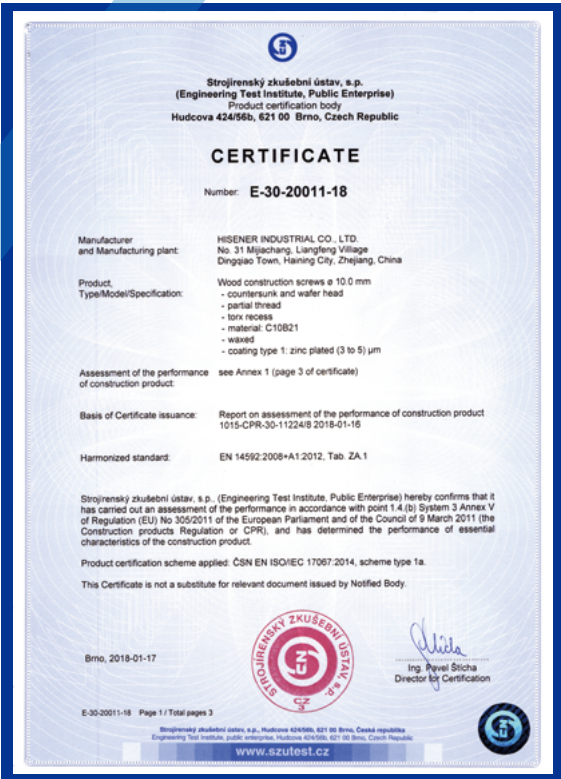 Strojírenský zkušební ústav, s.p.
(Engineering Test Institute, Public Enterprise)
Product certification body
Hudcova 424/56b, 621 00 Brno, Czech Republic
CERTIFICATE
Number: E-30-20011-18
Manufacturer
and Manufacturing plant:
HISENER INDUSTRIAL CO., LTD.
No. 31 Mijiachang, Liangfeng Villiage
Dingqiao Town, Haining City, Zhejiang, China
Product,
Type/Model/Specification:
Wood construction screws ø 10.0 mm
- countersunk and wafer head
- partial thread
- torx recess
- material: C10B21
- waxed
- coating type 1: zinc plated (3 to 5) µm
Assessment of the performance
of construction product:
see Annex 1 (page 3 of certificate)
Basis of Certificate issuance:
Report on assessment of the performance of construction product
1015-CPR-30-11224/8 2018-01-16
Harmonized standard:
EN 14592:2008+A1:2012, Tab. ZA.1
Strojírenský zkušební ústav, s.p., (Engineering Test Institute, Public Enterprise) hereby confirms that it
has carried out an assessment of the performance in accordance with point 1.4.(b) System 3 Annex V
of Regulation (EU) No 305/2011 of the European Parliament and of the Council of 9 March 2011 (the
Construction products Regulation or CPR), and has determined the performance of essential
characteristics of the construction product.
Product certification scheme applied: ČSN EN ISO/IEC 17067:2014, scheme type 1a.
This Certificate is not a substitute for relevant document issued by Notified Body.
STROJÍRENSKÝ ZKUŠEBNÍ ÚSTAV, s.p.
CZ
3
Brno, 2018-01-17
Ing. Pavel Štícha
Director for Certification
E-30-20011-18 Page 1 / Total pages 3
Strojírenský zkušební ústav, s.p., Hudcova 424/56b, 621 00 Brno, Česká republika
Engineering Test Institute, public enterprise, Hudcova 424/56b, 621 00 Brno, Czech Republic
www.szutest.cz